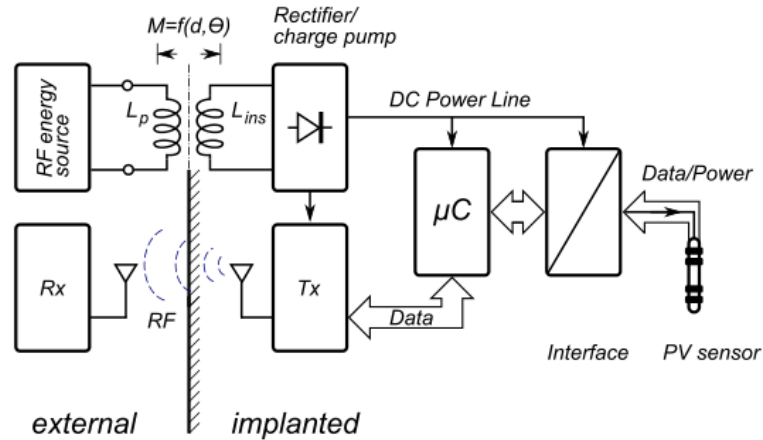 M=f(d,Θ)
Rectifier/
charge pump
RF energy
source
Lp
Lins
DC Power Line
μC
Data/Power
Rx
RF
Tx
Data
Interface
PV sensor
external
implanted